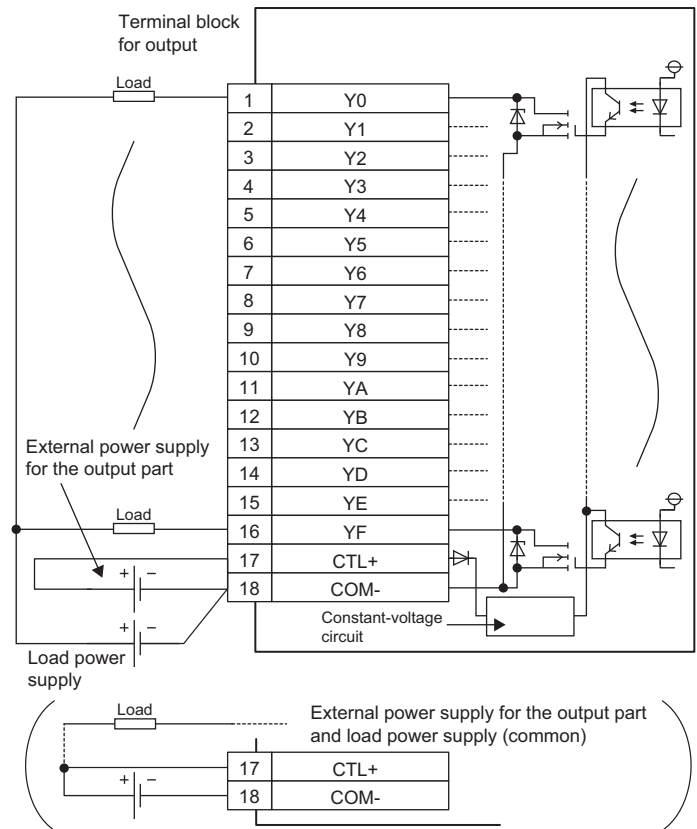 Terminal block
for output
Load
1 Y0
2 Y1
3 Y2
4 Y3
5 Y4
6 Y5
7 Y6
8 Y7
9 Y8
10 Y9
11 YA
12 YB
13 YC
14 YD
15 YE
16 YF
17 CTL+
18 COM-
External power supply
for the output part
Load
+ −
+ −
Load power
supply
Constant-voltage
circuit
Load
External power supply for the output part
and load power supply (common)
+ −
17 CTL+
18 COM-